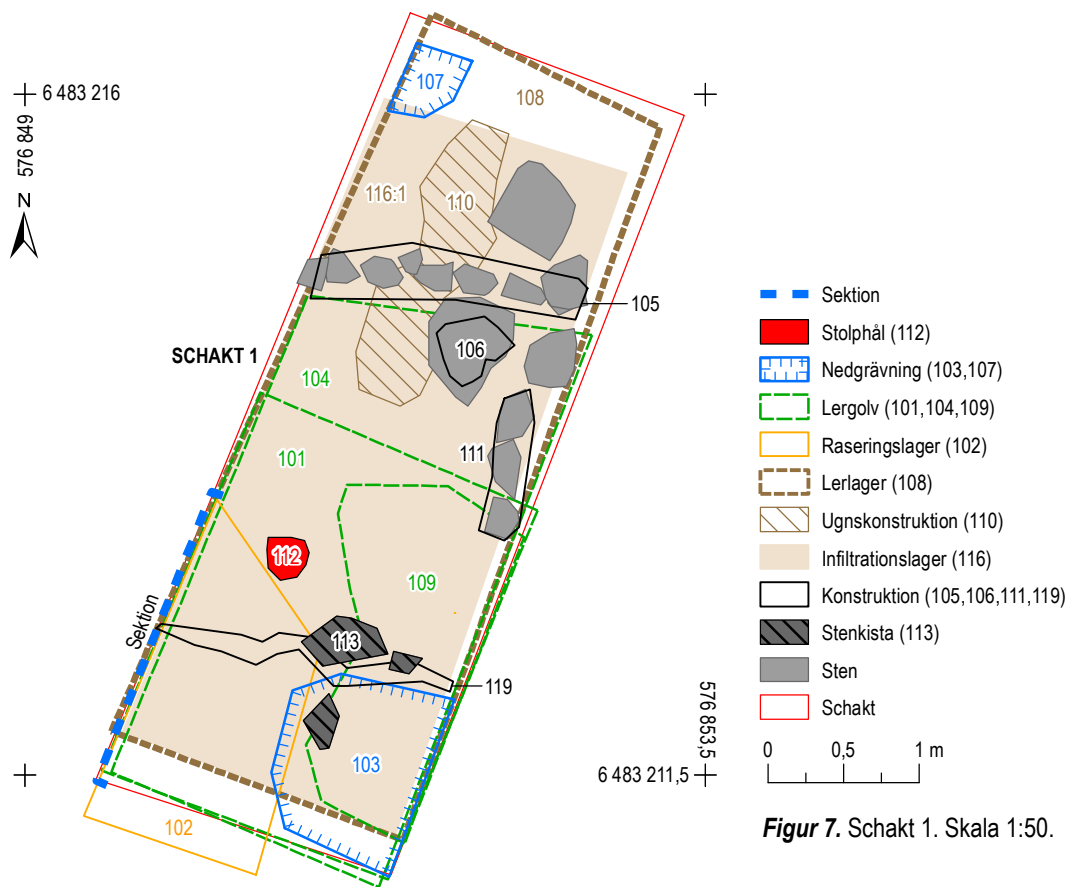 107
108
6 483 216
576 849
N
116:1
110
105
SCHAKT 1
106
104
111
101
112
109
Sektion
113
119
103
102
576 853,5
6 483 211,5
Sektion
Stolphål (112)
Nedgrävning (103,107)
Lergolv (101,104,109)
Raseringslager (102)
Lerlager (108)
Ugnskonstruktion (110)
Infiltrationslager (116)
Konstruktion (105,106,111,119)
Stenkista (113)
Sten
Schakt
0 0,5 1 m
Figur 7. Schakt 1. Skala 1:50.